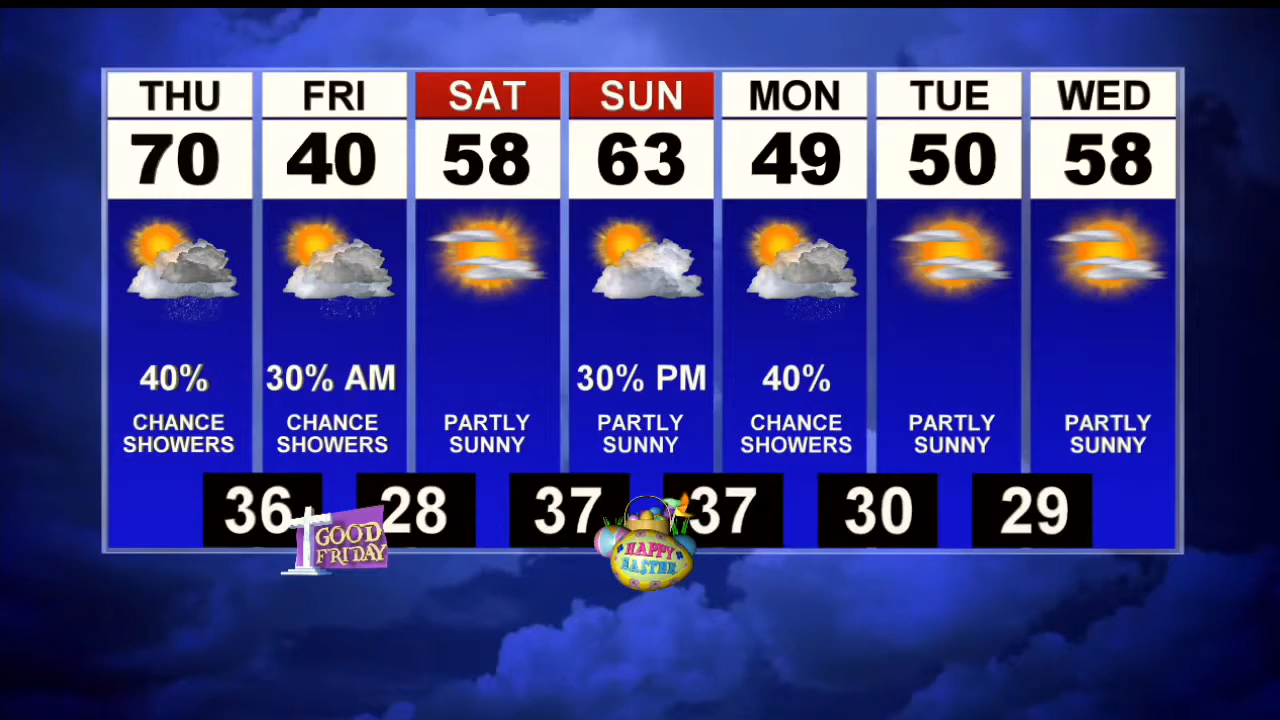 THU FRI SAT SUN MON TUE WED
70 40 58 63 49 50 58
40% 30% AM 30% PM 40%
CHANCE CHANCE PARTLY PARTLY CHANCE PARTLY PARTLY
SHOWERS SHOWERS SUNNY SUNNY SHOWERS SUNNY SUNNY
36 28 37 37 30 29
GOOD
FRIDAY
HAPPY
EASTER